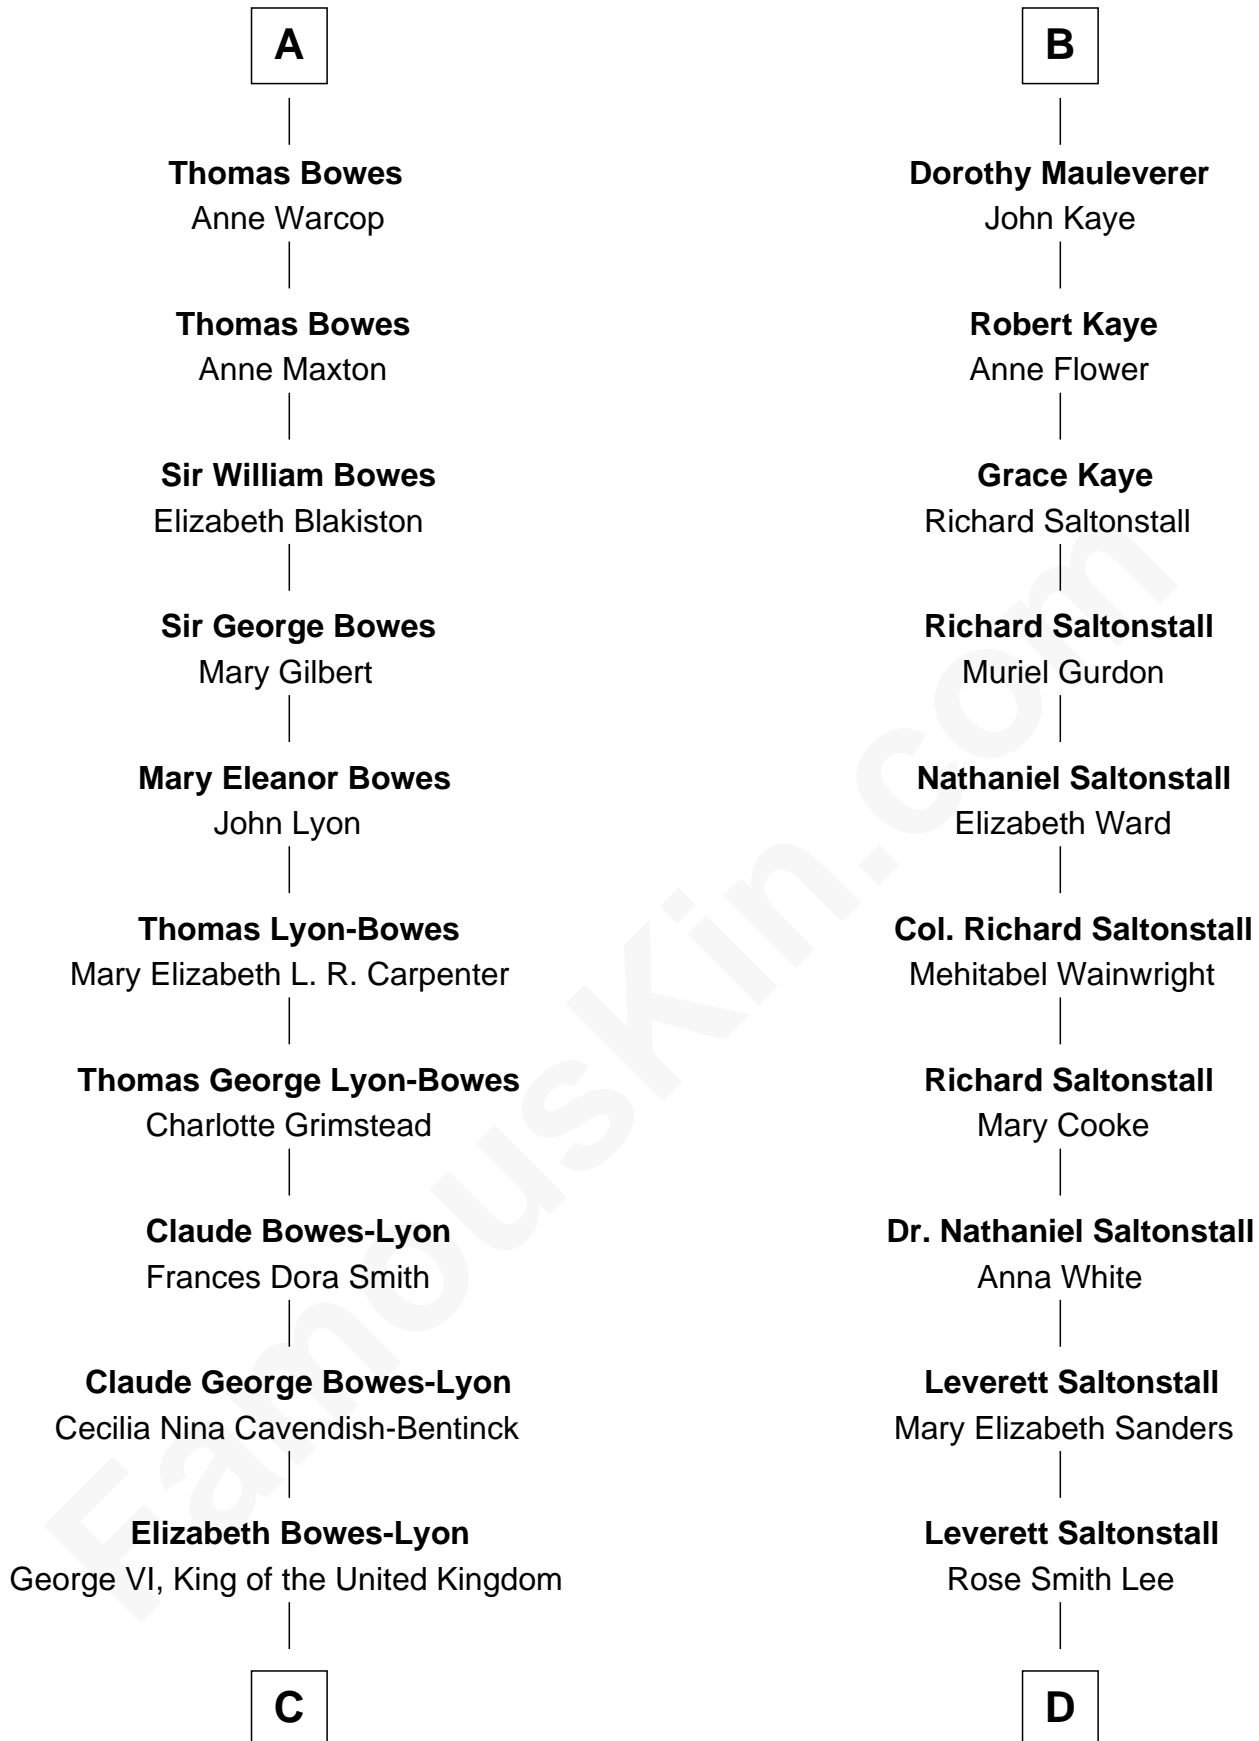 A
Thomas Bowes
Anne Warcop
Thomas Bowes
Anne Maxton
Sir William Bowes
Elizabeth Blakiston
Sir George Bowes
Mary Gilbert
Mary Eleanor Bowes
John Lyon
Thomas Lyon-Bowes
Mary Elizabeth L. R. Carpenter
Thomas George Lyon-Bowes
Charlotte Grimstead
Claude Bowes-Lyon
Frances Dora Smith
Claude George Bowes-Lyon
Cecilia Nina Cavendish-Bentinck
Elizabeth Bowes-Lyon
George VI, King of the United Kingdom
C
B
Dorothy Mauleverer
John Kaye
Robert Kaye
Anne Flower
Grace Kaye
Richard Saltonstall
Richard Saltonstall
Muriel Gurdon
Nathaniel Saltonstall
Elizabeth Ward
Col. Richard Saltonstall
Mehitabel Wainwright
Richard Saltonstall
Mary Cooke
Dr. Nathaniel Saltonstall
Anna White
Leverett Saltonstall
Mary Elizabeth Sanders
Leverett Saltonstall
Rose Smith Lee
D
FamousKin.com